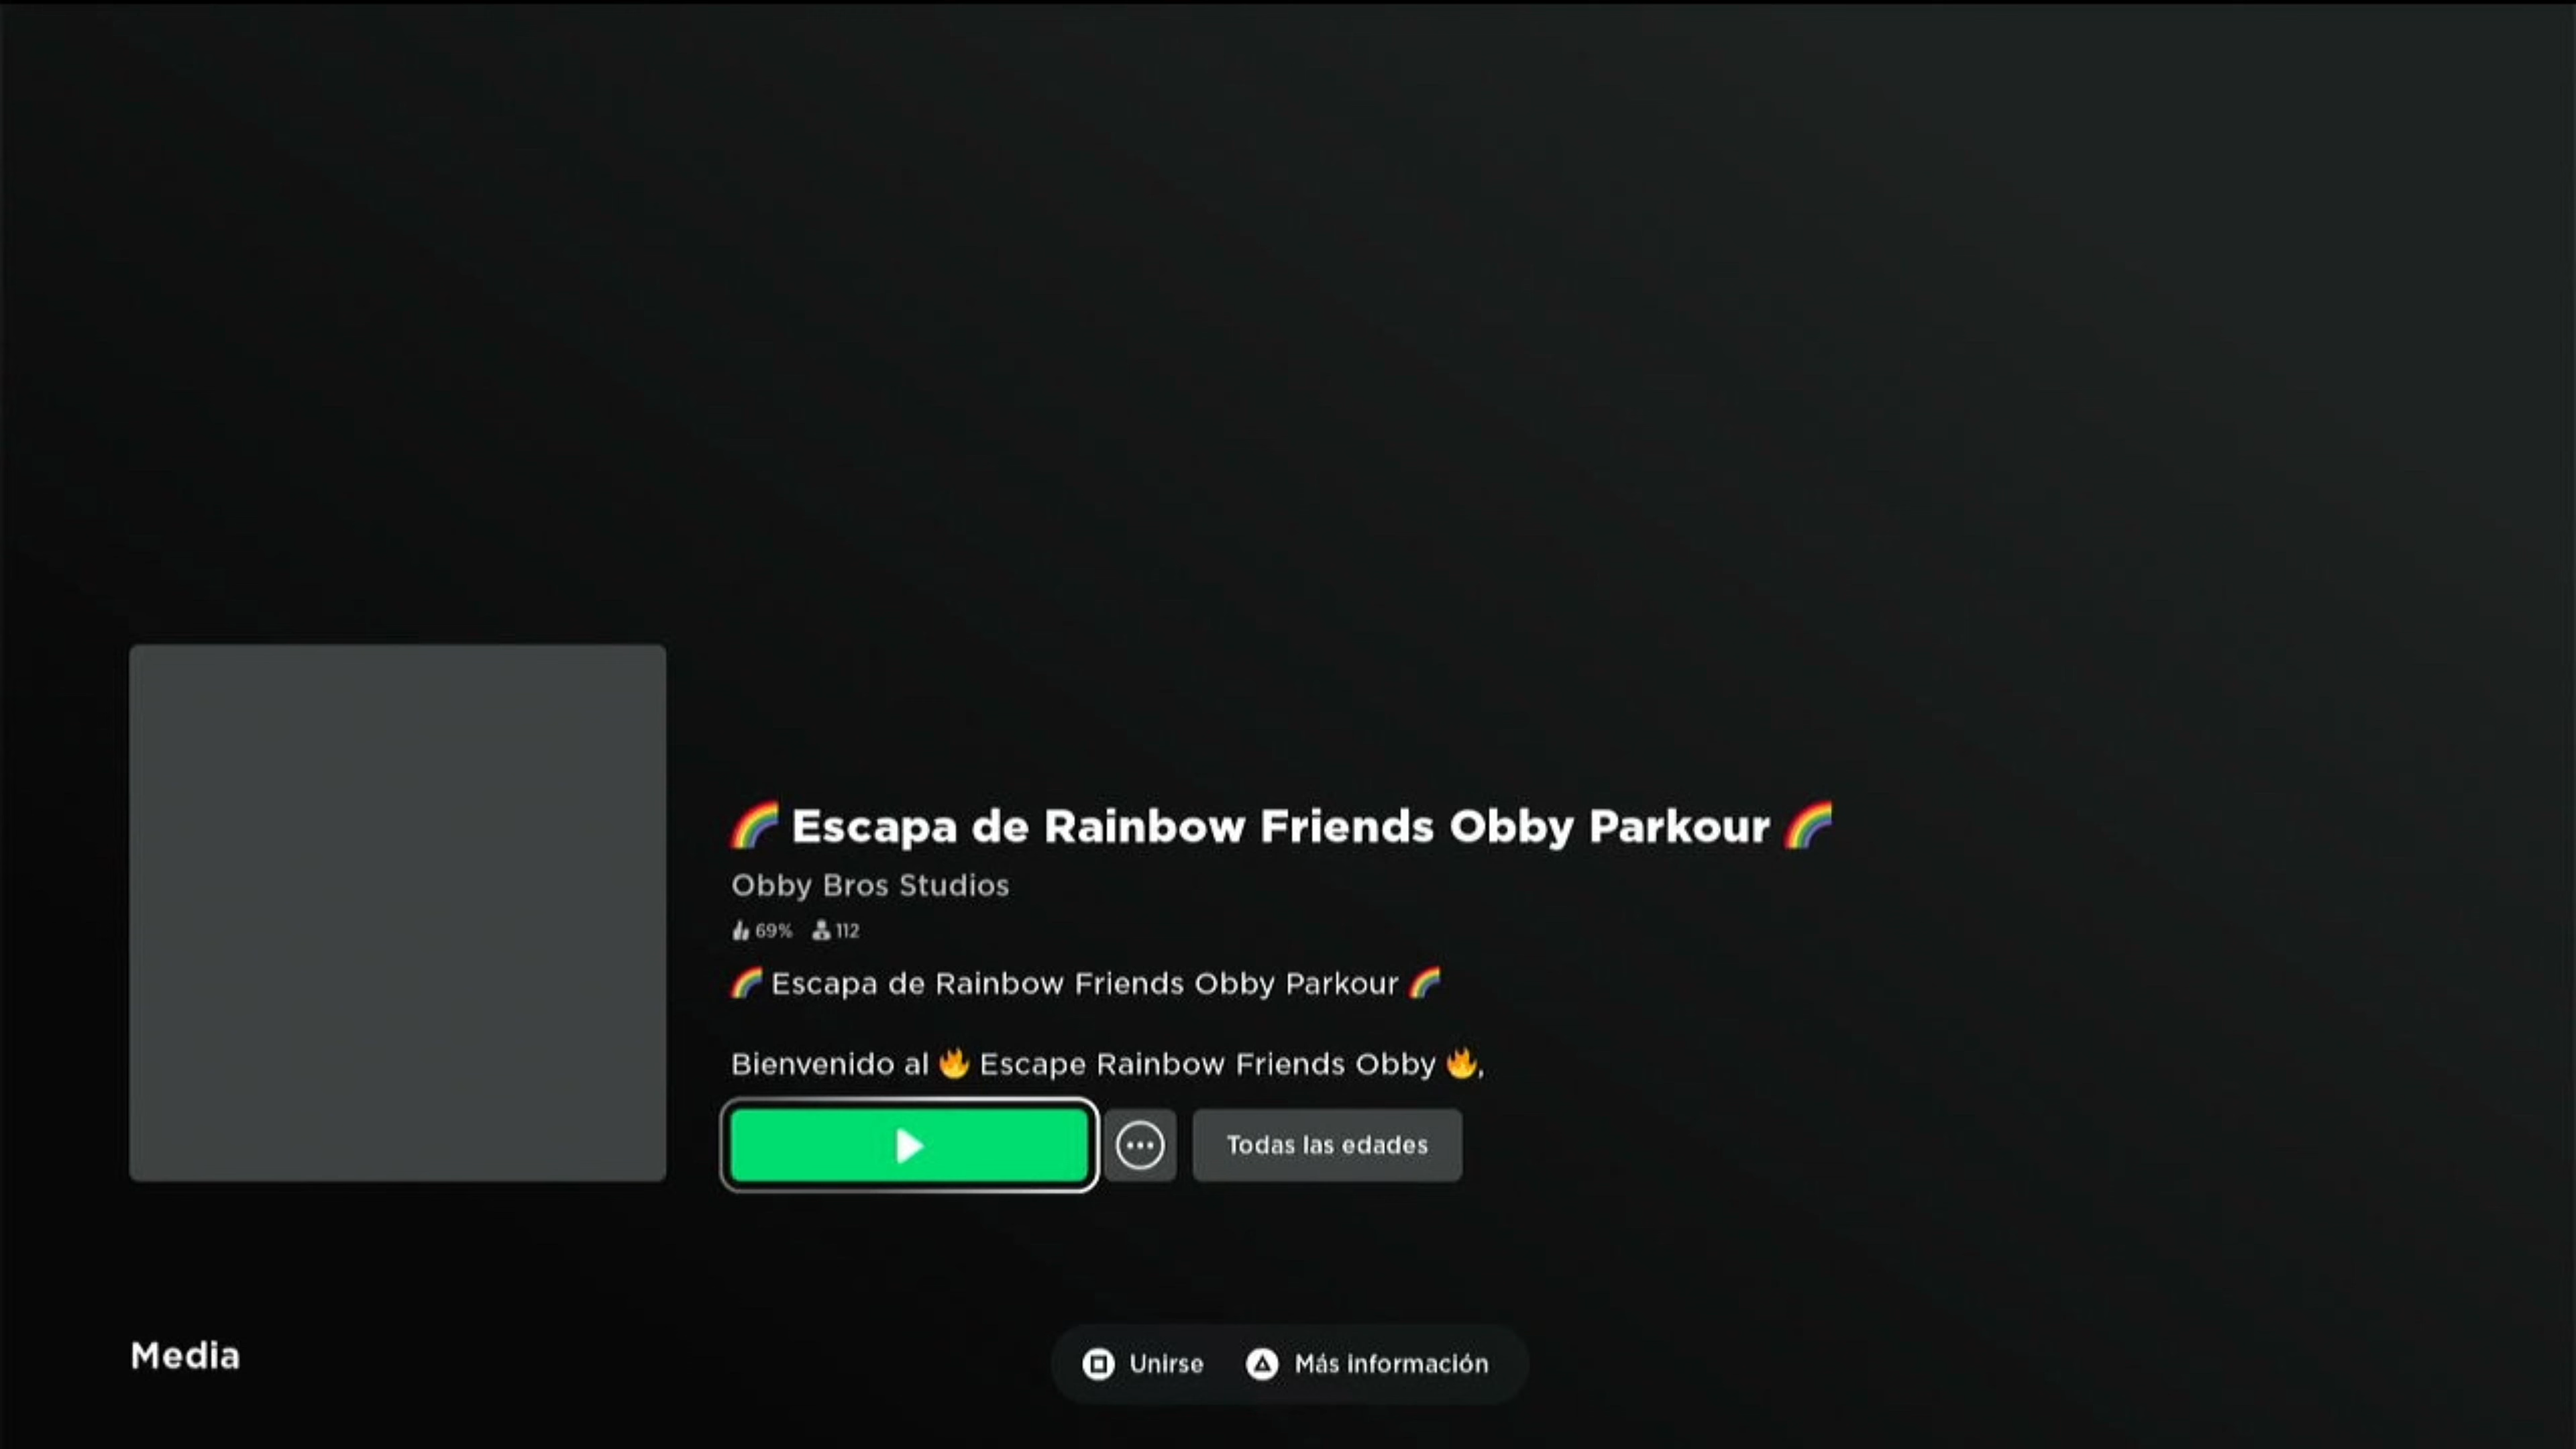 🌈 Escapa de Rainbow Friends Obby Parkour 🌈
Obby Bros Studios
69% 112
🌈 Escapa de Rainbow Friends Obby Parkour 🌈
Bienvenido al 🔥 Escape Rainbow Friends Obby 🔥,
Todas las edades
Media
Unirse Más información